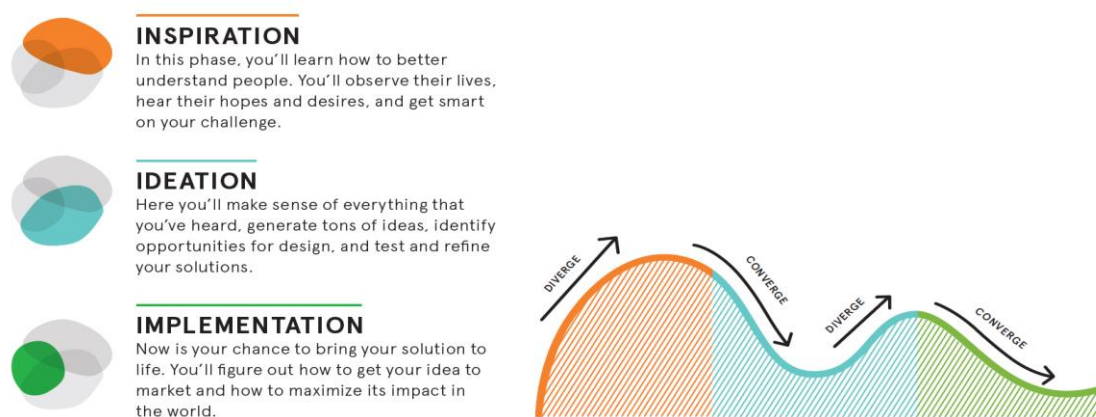 INSPIRATION
In this phase, you'll learn how to better
understand people. You'll observe their lives,
hear their hopes and desires, and get smart
on your challenge.
IDEATION
Here you'll make sense of everything that
you've heard, generate tons of ideas, identify
opportunities for design, and test and refine
your solutions.
IMPLEMENTATION
Now is your chance to bring your solution to
life. You'll figure out how to get your idea to
market and how to maximize its impact in
the world.
DIVERGE
CONVERGE
DIVERGE
CONVERGE